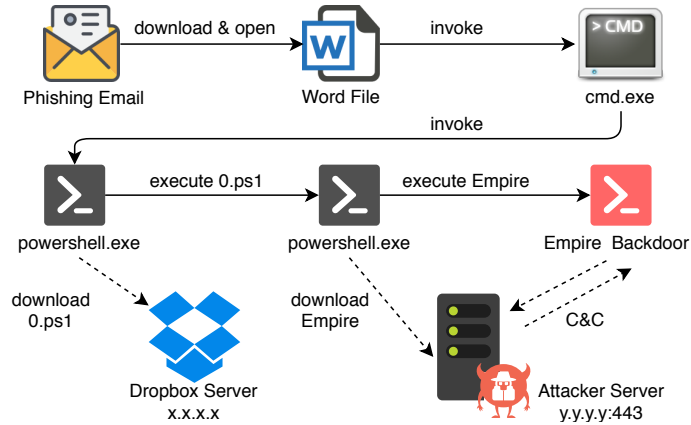 download & open
invoke
W
> CMD
Phishing Email
Word File
cmd.exe
invoke
execute 0.ps1
execute Empire
powershell.exe
powershell.exe
Empire Backdoor
download
0.ps1
download
Empire
C&C
Dropbox Server
x.x.x.x
Attacker Server
y.y.y.y:443